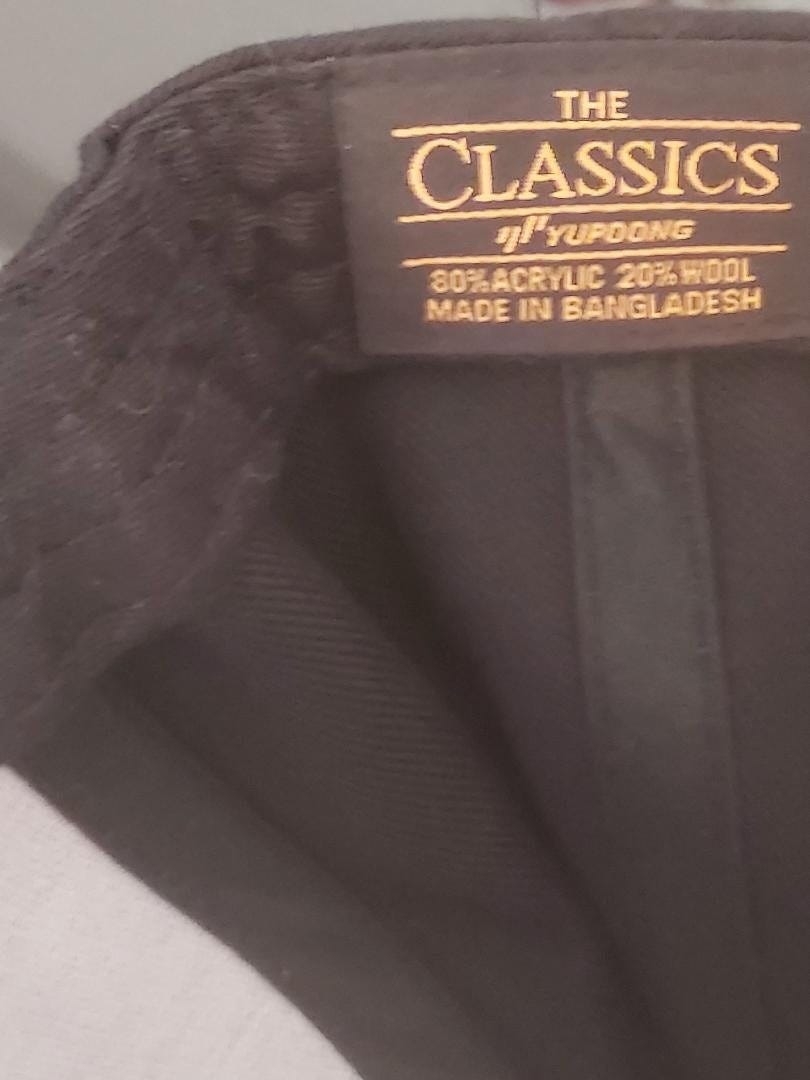 THE
CLASSICS
YUPOONG
80% ACRYLIC 20% WOOL
MADE IN BANGLADESH